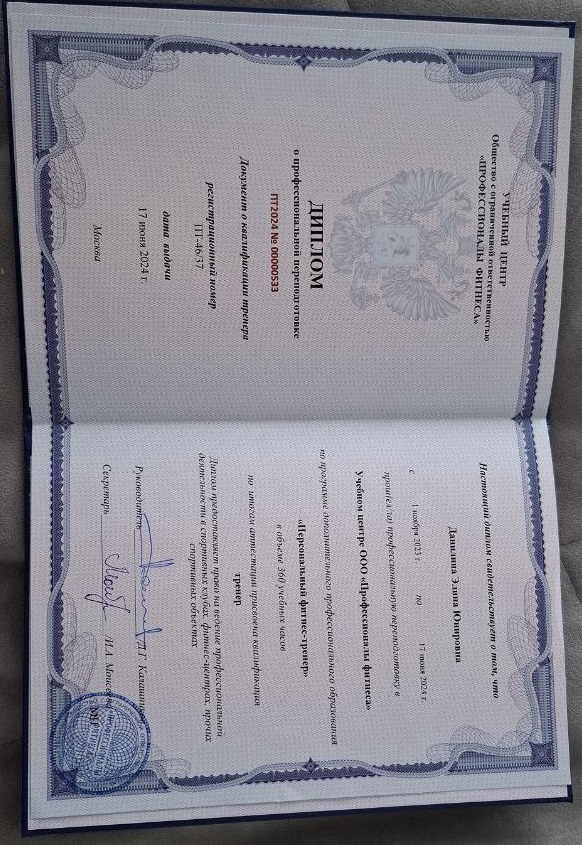 УЧЕБНЫЙ ЦЕНТР
Общество с ограниченной ответственностью
«ПРОФЕССИОНАЛЫ ФИТНЕСА»
ДИПЛОМ
о профессиональной переподготовке
ПТ2024 № 00000533
Документ о квалификации тренера
регистрационный номер
ПТ-46/37
дата выдачи
17 июня 2024 г.
Москва
Настоящий диплом свидетельствует о том, что
Данилина Элина Юнировна
с 1 ноября 2023 г. по 17 июня 2024 г.
прошел(ла) профессиональную переподготовку в
Учебном центре ООО «Профессионалы фитнеса»
по программе дополнительного профессионального образования
«Персональный фитнес-тренер»
в объеме 360 учебных часов
по итогам аттестации присвоена квалификация
тренер
Диплом предоставляет право на ведение профессиональной
деятельности в спортивных клубах, фитнес-центрах, прочих
спортивных объектах
Руководитель Д.Г. 
Секретарь И.А.